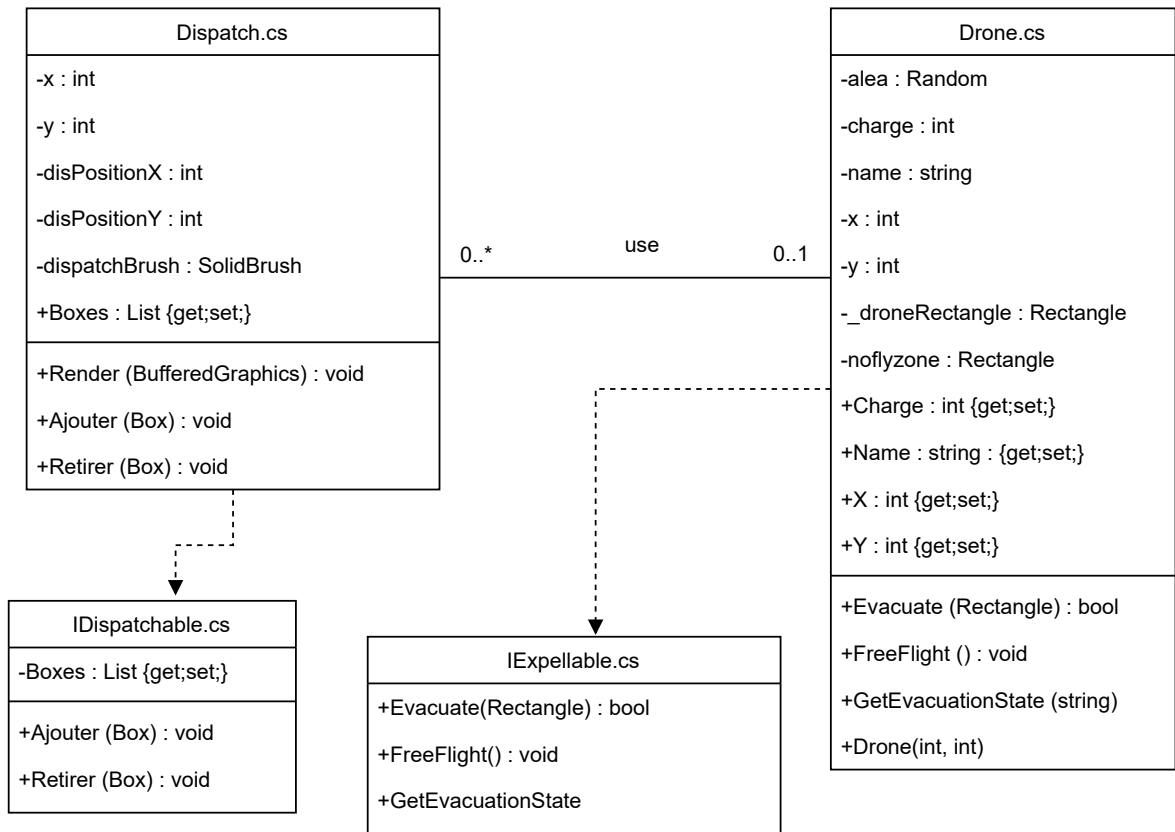 Dispatch.cs
-x : int
-y : int
-disPositionX : int
-disPositionY : int
-dispatchBrush : SolidBrush
+Boxes : List {get;set;}
+Render (BufferedGraphics) : void
+Ajouter (Box) : void
+Retirer (Box) : void
0..*
use
0..1
Drone.cs
-alea : Random
-charge : int
-name : string
-x : int
-y : int
-_droneRectangle : Rectangle
-noflyzone : Rectangle
+Charge : int {get;set;}
+Name : string : {get;set;}
+X : int {get;set;}
+Y : int {get;set;}
+Evacuate (Rectangle) : bool
+FreeFlight () : void
+GetEvacuationState (string)
+Drone(int, int)
IDispatchable.cs
-Boxes : List {get;set;}
+Ajouter (Box) : void
+Retirer (Box) : void
IExpellable.cs
+Evacuate(Rectangle) : bool
+FreeFlight() : void
+GetEvacuationState